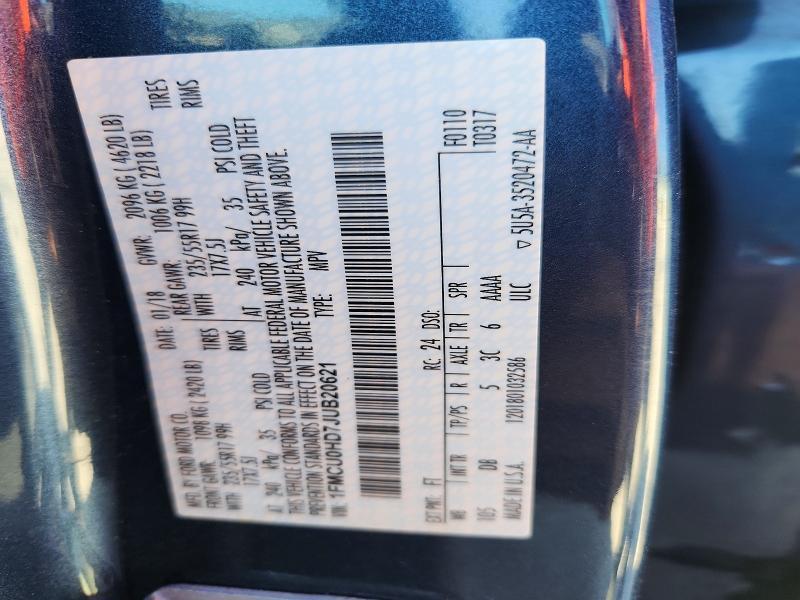 MFD. BY FORD MOTOR CO.
DATE: 01/18 GVWR: 2096 KG ( 4620 LB)
FRONT GAWR: 1098 KG ( 2420 LB) REAR GAWR: 1006 KG ( 2218 LB)
WITH 235/55R17 99H TIRES WITH 235/55R17 99H TIRES
17X7.5J RIMS 17X7.5J RIMS
AT 240 kPa/ 35 PSI COLD AT 240 kPa/ 35 PSI COLD
THIS VEHICLE CONFORMS TO ALL APPLICABLE FEDERAL MOTOR VEHICLE SAFETY AND THEFT
PREVENTION STANDARDS IN EFFECT ON THE DATE OF MANUFACTURE SHOWN ABOVE.
VIN: 1FMCU0HD7JUB20621 TYPE: MPV
F0110
T0317
EXT PNT: FT RC: 24 DSO:
WB INT TR TP/PS R AXLE TR SPR
105 DB 5 3C 6 AAAA
MADE IN U.S.A. 1201801032586 ULC ▽ 5U5A-3520472-AA